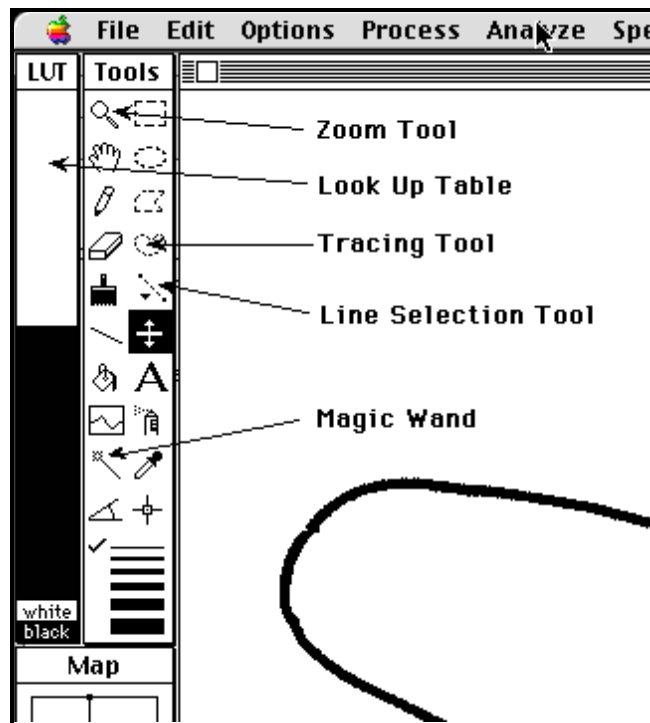 File Edit Options Process Analyze Spe
LUT
Tools
Zoom Tool
Look Up Table
Tracing Tool
Line Selection Tool
A
Magic Wand
white
black
Map